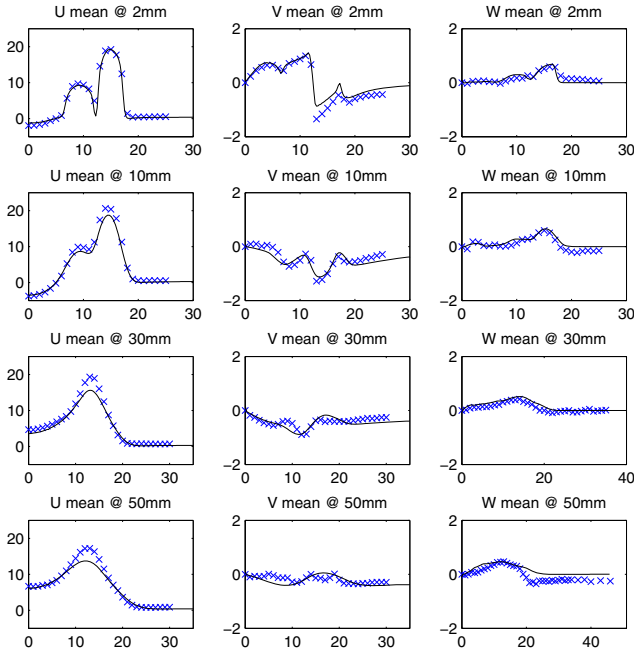 U mean @ 2mm
V mean @ 2mm
W mean @ 2mm
20
10
0
0 10 20 30
2
0
−2
0 10 20 30
2
0
−2
0 10 20 30
U mean @ 10mm
V mean @ 10mm
W mean @ 10mm
20
10
0
0 10 20 30
2
0
−2
0 10 20 30
2
0
−2
0 10 20 30
U mean @ 30mm
V mean @ 30mm
W mean @ 30mm
20
10
0
0 10 20 30
2
0
−2
0 10 20 30
2
0
−2
0 20 40
U mean @ 50mm
V mean @ 50mm
W mean @ 50mm
20
10
0
0 10 20 30
2
0
−2
0 10 20 30
2
0
−2
0 20 40